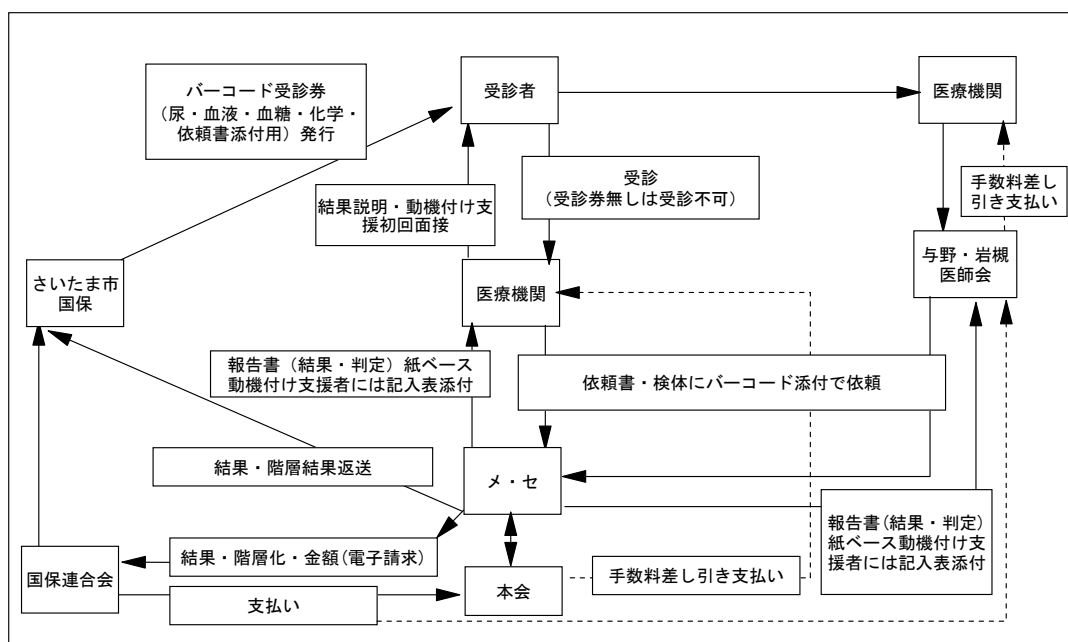 バーコード受診券
(尿・血液・血糖・化学・
依頼書添付用)発行
受診者
医療機関
結果説明・動機付け支
援初回面接
受診
(受診券無しは受診不可)
手数料差し
引き支払い
さいたま市
国保
医療機関
与野・岩槻
医師会
報告書(結果・判定)紙ベース
動機付け支援者には記入表添付
依頼書・検体にバーコード添付で依頼
結果・階層結果返送
メ・セ
報告書(結果・判定)
紙ベース動機付け支
援者には記入表添付
結果・階層化・金額(電子請求)
国保連合会
支払い
本会
手数料差し引き支払い